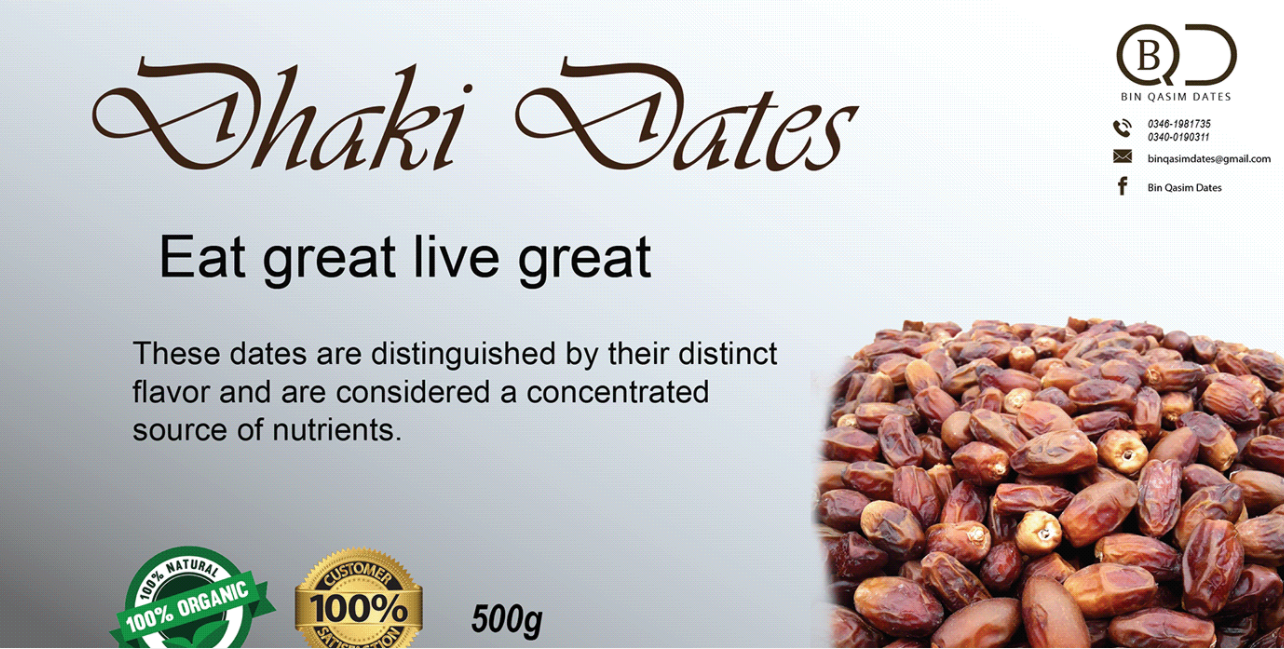 Dhaki Dates
B
BIN QASIM DATES
0346-1981735
0340-0190311
binqasimdates@gmail.com
f
Bin Qasim Dates
Eat great live great
These dates are distinguished by their distinct
flavor and are considered a concentrated
source of nutrients.
100% NATURAL
100% ORGANIC
CUSTOMER
100%
SATISFACTION
500g